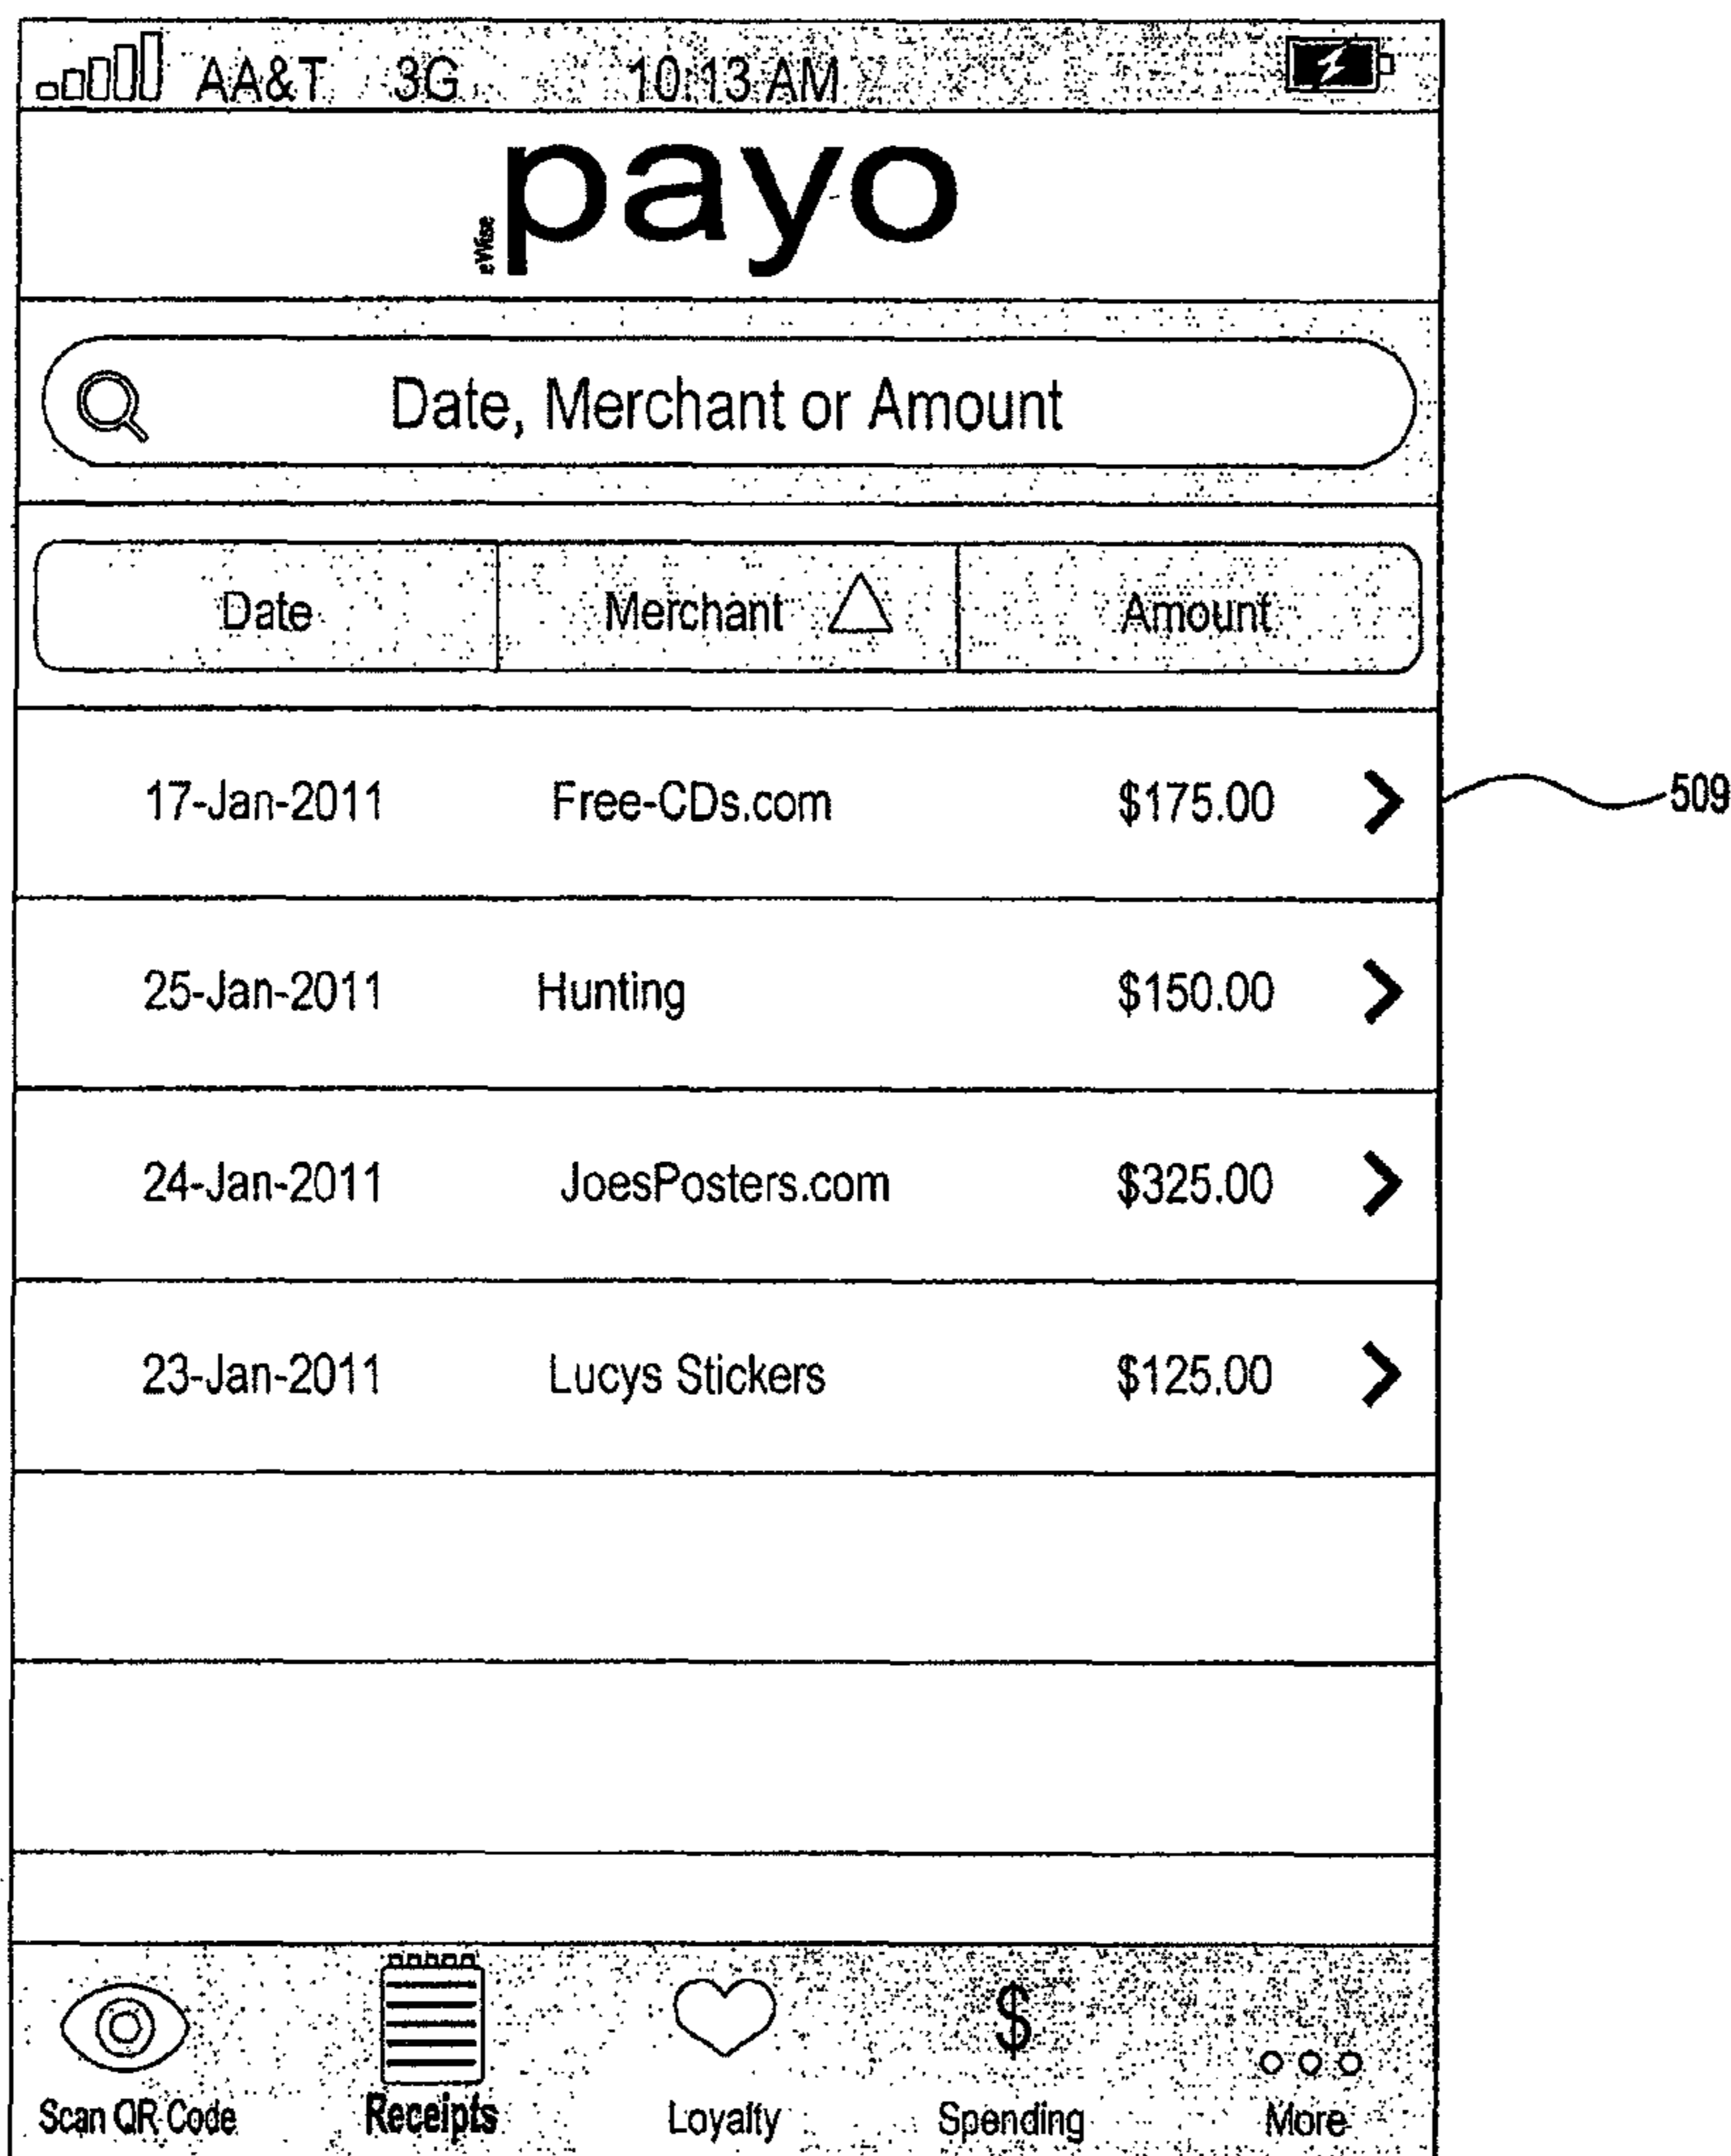 AA&T 3G 10:13 AM
eWise payo
Date, Merchant or Amount
Date Merchant Amount
17-Jan-2011 Free-CDs.com $175.00
509
25-Jan-2011 Hunting $150.00
24-Jan-2011 JoesPosters.com $325.00
23-Jan-2011 Lucys Stickers $125.00
$
Scan QR Code Receipts Loyalty Spending More